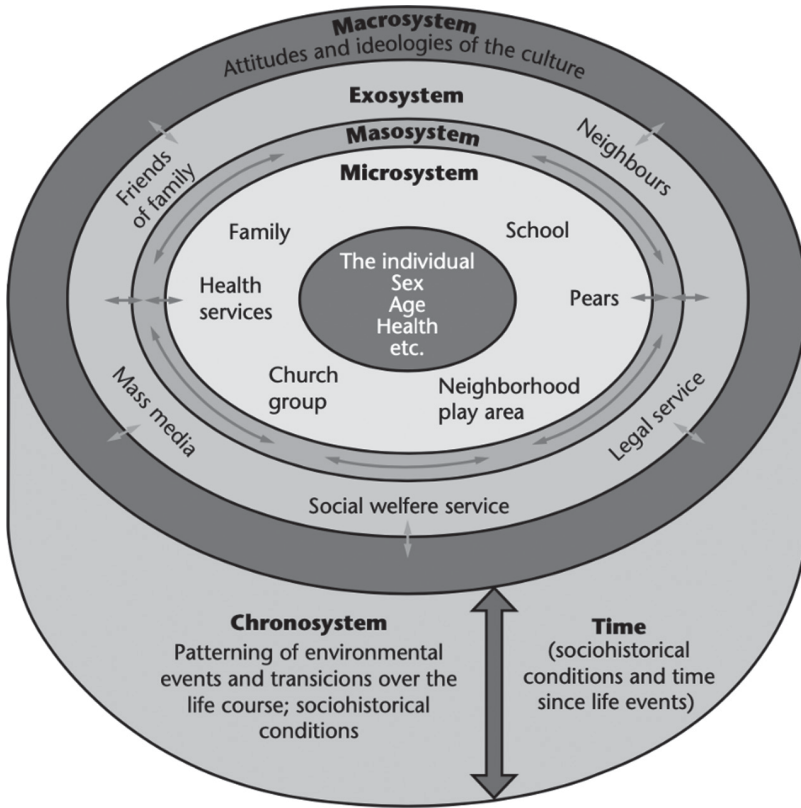 Macrosystem
Attitudes and ideologies of the culture
Exosystem
Masosystem
Microsystem
Friends
of family
Neighbours
Family
School
The individual
Sex
Age
Health
etc.
Health
services
Pears
Church
group
Neighborhood
play area
Mass media
Legal service
Social welfere service
Chronosystem
Patterning of environmental
events and transicions over the
life course; sociohistorical
conditions
Time
(sociohistorical
conditions and time
since life events)